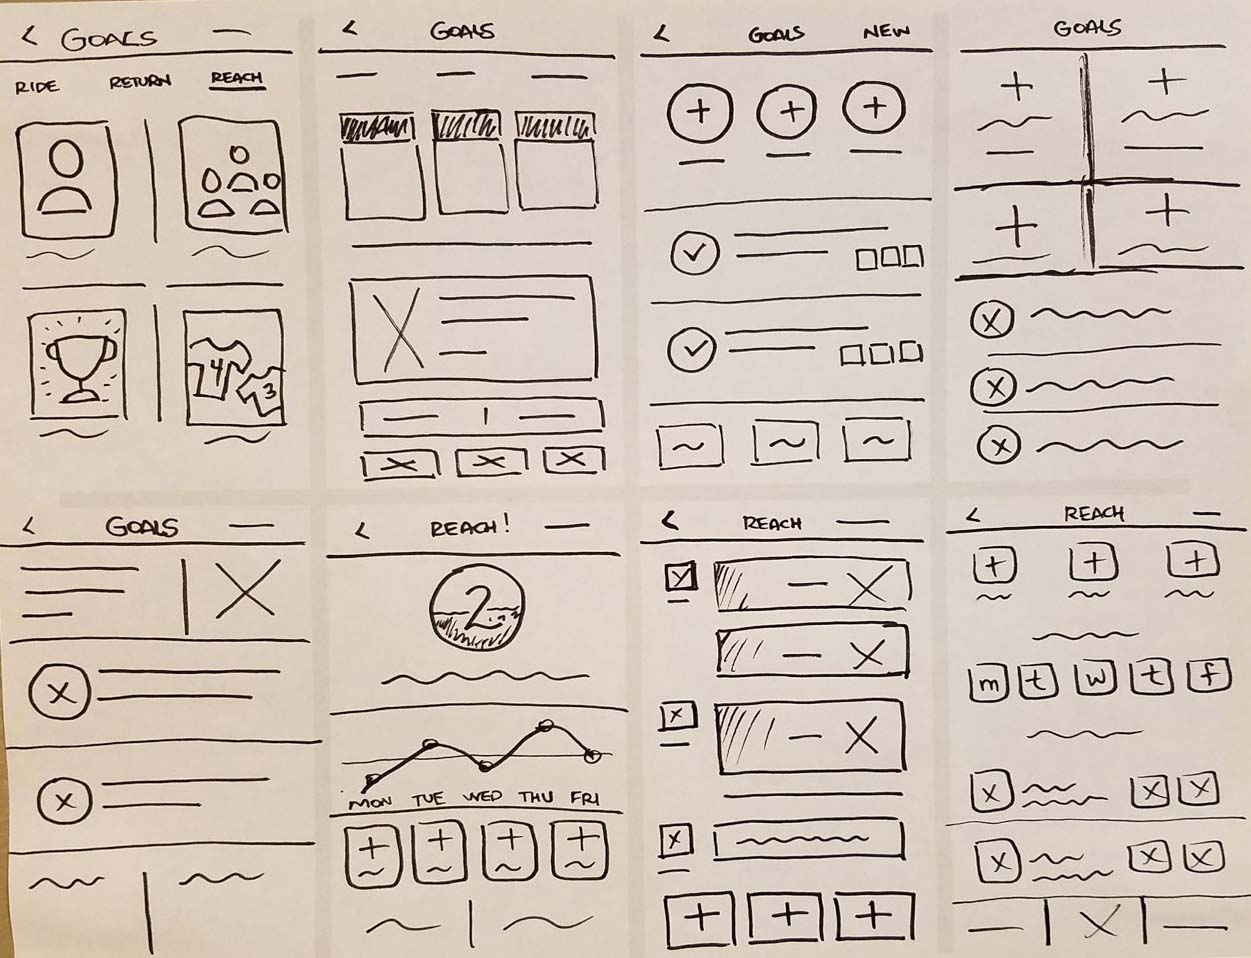 < GOALS
RIDE RETURN REACH
4
3
< GOALS
< GOALS NEW
GOALS
< GOALS
< REACH!
2
MON TUE WED THU FRI
< REACH
< REACH
m t w t f